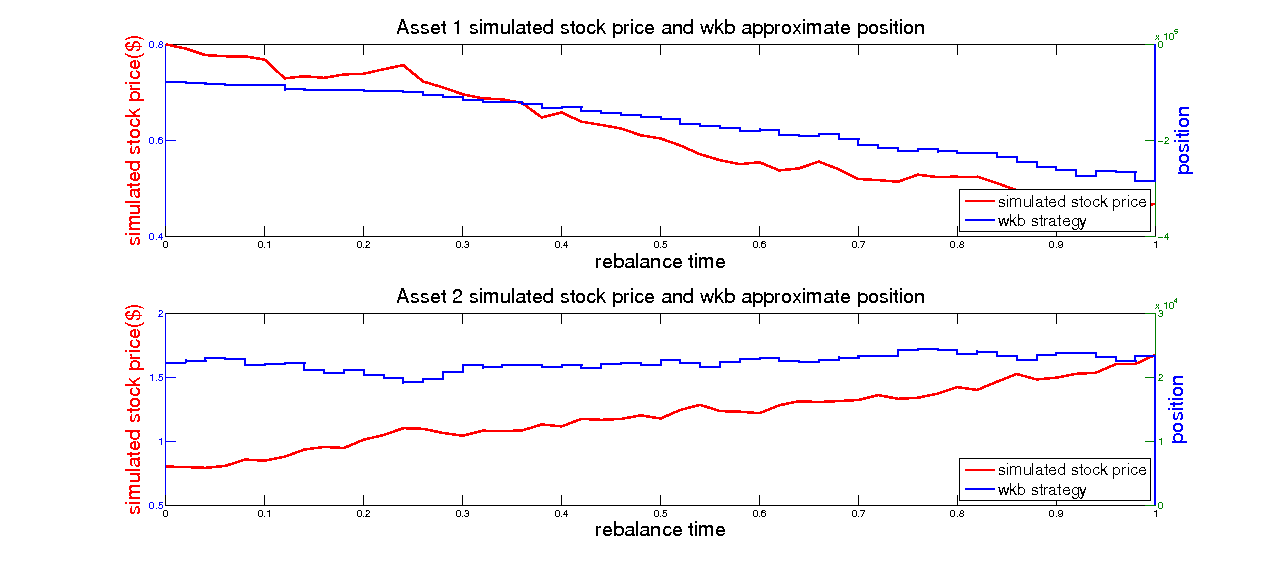 Asset 1 simulated stock price and wkb approximate position
x 10^5
simulated stock price($)
0.8
0.6
0.4
0
-2
-4
position
simulated stock price
wkb strategy
0 0.1 0.2 0.3 0.4 0.5 0.6 0.7 0.8 0.9 1
rebalance time
Asset 2 simulated stock price and wkb approximate position
x 10^4
simulated stock price($)
2
1.5
1
0.5
3
2
1
0
position
simulated stock price
wkb strategy
0 0.1 0.2 0.3 0.4 0.5 0.6 0.7 0.8 0.9 1
rebalance time